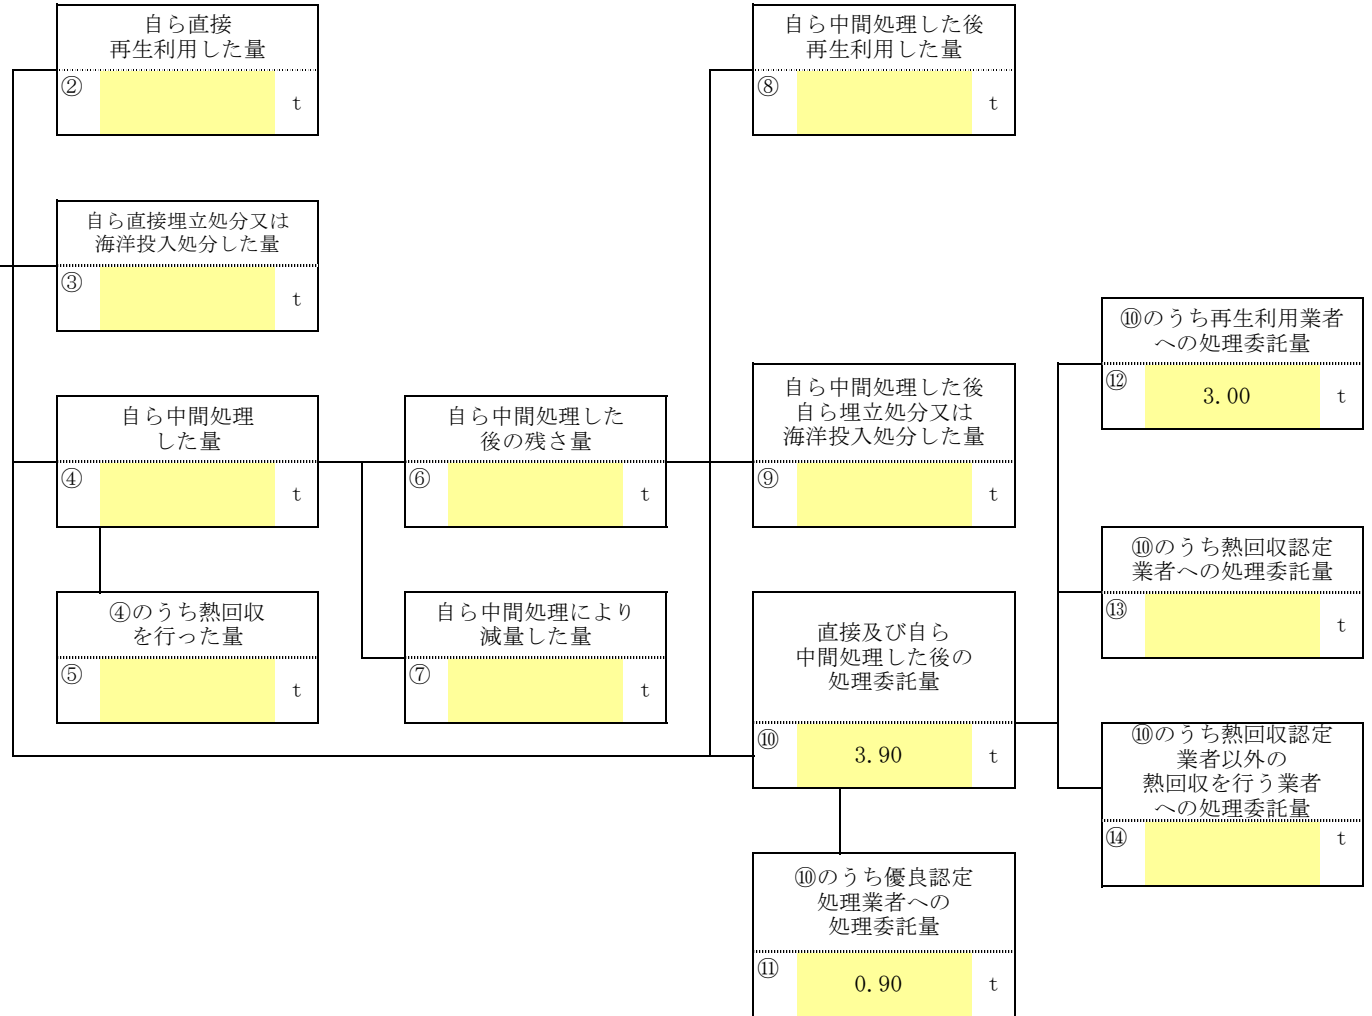 自ら直接
再生利用した量
②
t
自ら直接埋立処分又は
海洋投入処分した量
③
t
自ら中間処理
した量
④
t
④のうち熱回収
を行った量
⑤
t
自ら中間処理した
後の残さ量
⑥
t
自ら中間処理により
減量した量
⑦
t
自ら中間処理した後
再生利用した量
⑧
t
自ら中間処理した後
自ら埋立処分又は
海洋投入処分した量
⑨
t
直接及び自ら
中間処理した後の
処理委託量
⑩ 3.90 t
⑩のうち優良認定
処理業者への
処理委託量
⑪ 0.90 t
⑩のうち再生利用業者
への処理委託量
⑫ 3.00 t
⑩のうち熱回収認定
業者への処理委託量
⑬
t
⑩のうち熱回収認定
業者以外の
熱回収を行う業者
への処理委託量
⑭
t